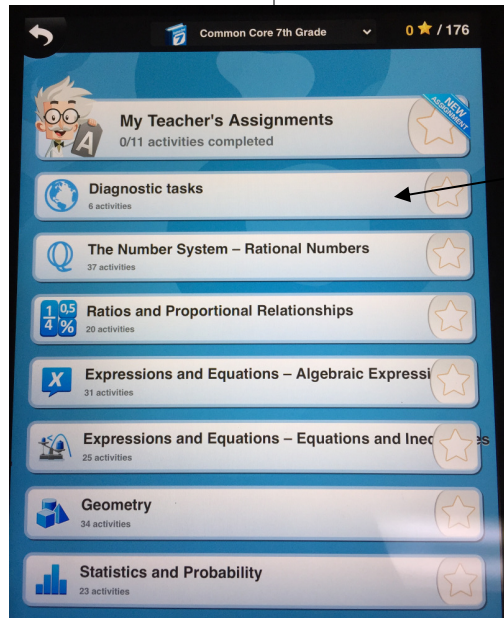 Common Core 7th Grade
0 / 176
My Teacher's Assignments
0/11 activities completed
NEW
ASSIGNMENT
A
Diagnostic tasks
6 activities
The Number System – Rational Numbers
37 activities
Q
1/4 0,5 %
Ratios and Proportional Relationships
20 activities
X
Expressions and Equations – Algebraic Expressi
31 activities
Expressions and Equations – Equations and Ineq es
25 activities
Geometry
34 activities
Statistics and Probability
23 activities